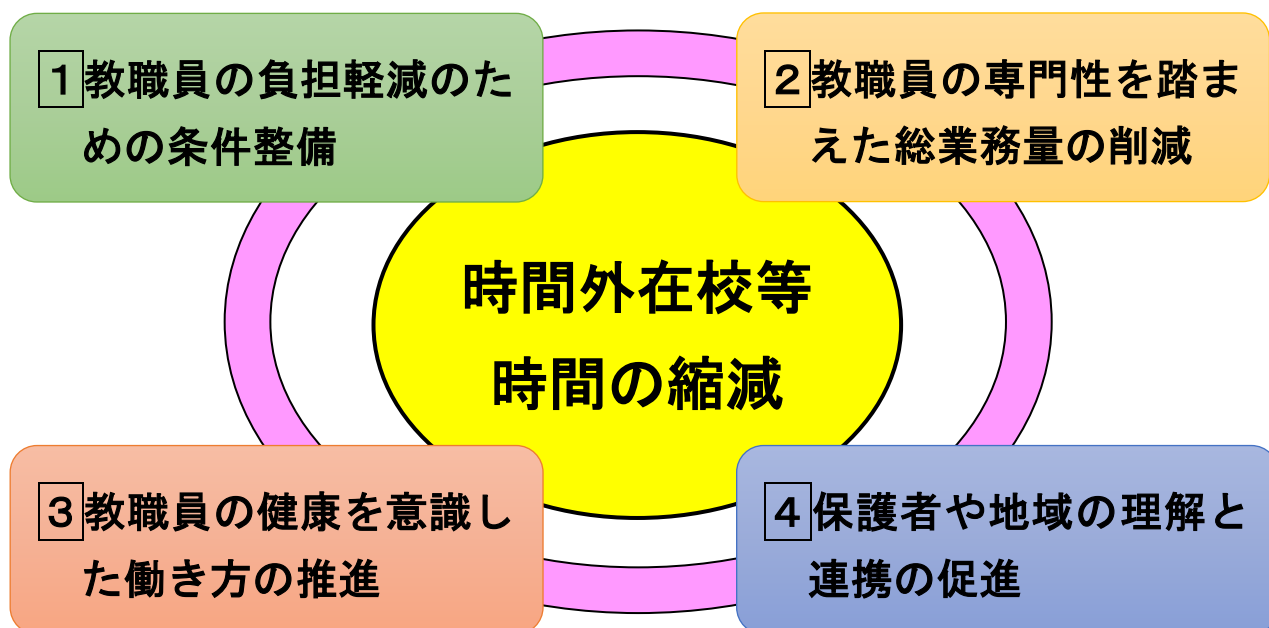 1教職員の負担軽減のた
めの条件整備
2教職員の専門性を踏ま
えた総業務量の削減
時間外在校等
時間の縮減
3教職員の健康を意識し
た働き方の推進
4保護者や地域の理解と
連携の促進